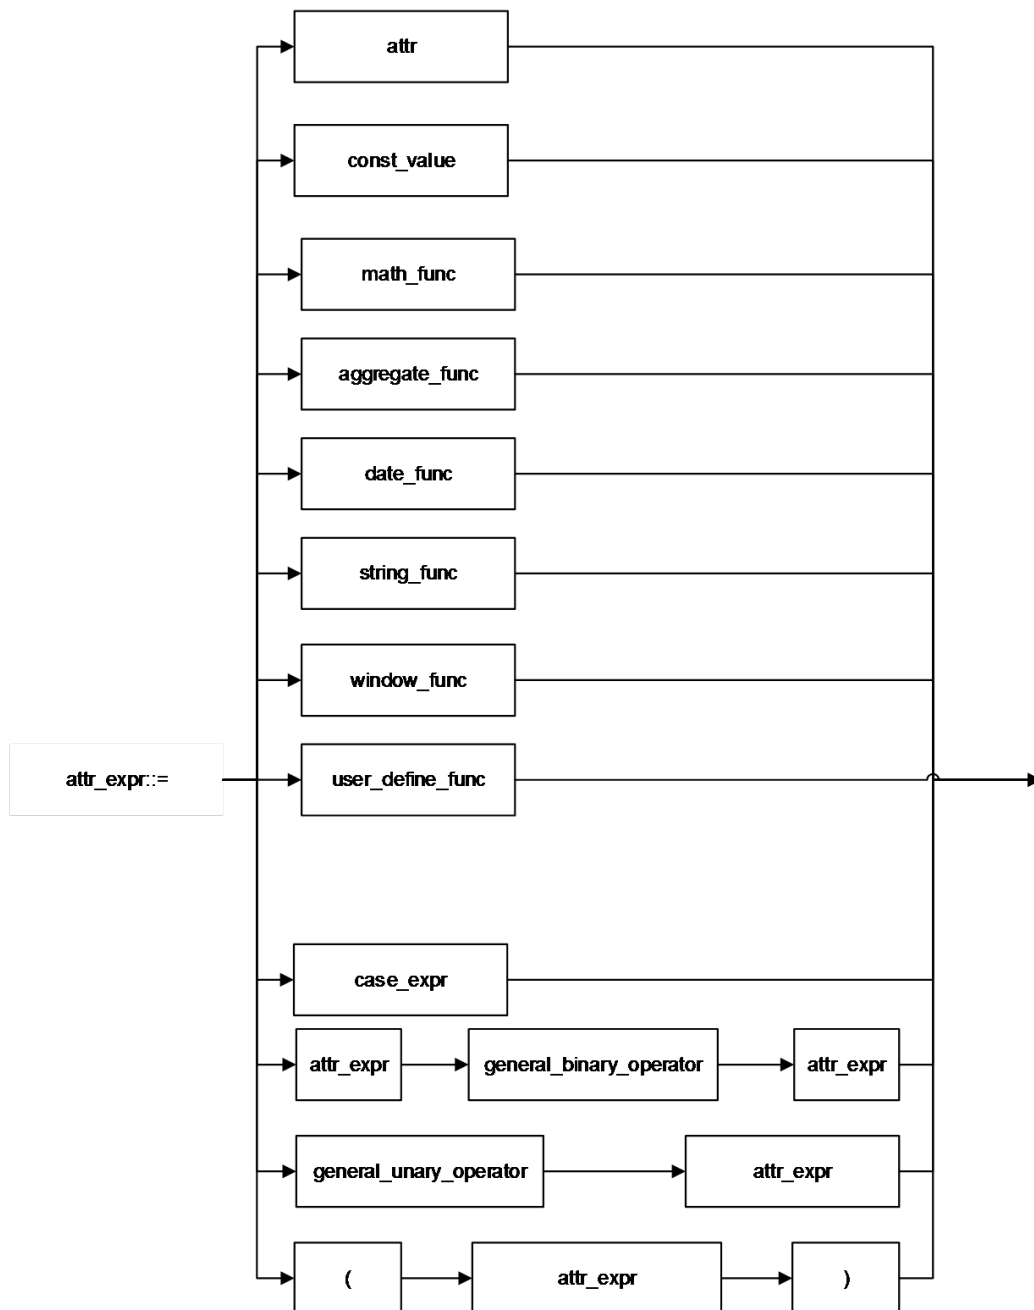 attr
const_value
math_func
aggregate_func
date_func
string_func
window_func
attr_expr::= user_define_func
case_expr
attr_expr general_binary_operator attr_expr
general_unary_operator attr_expr
( attr_expr )